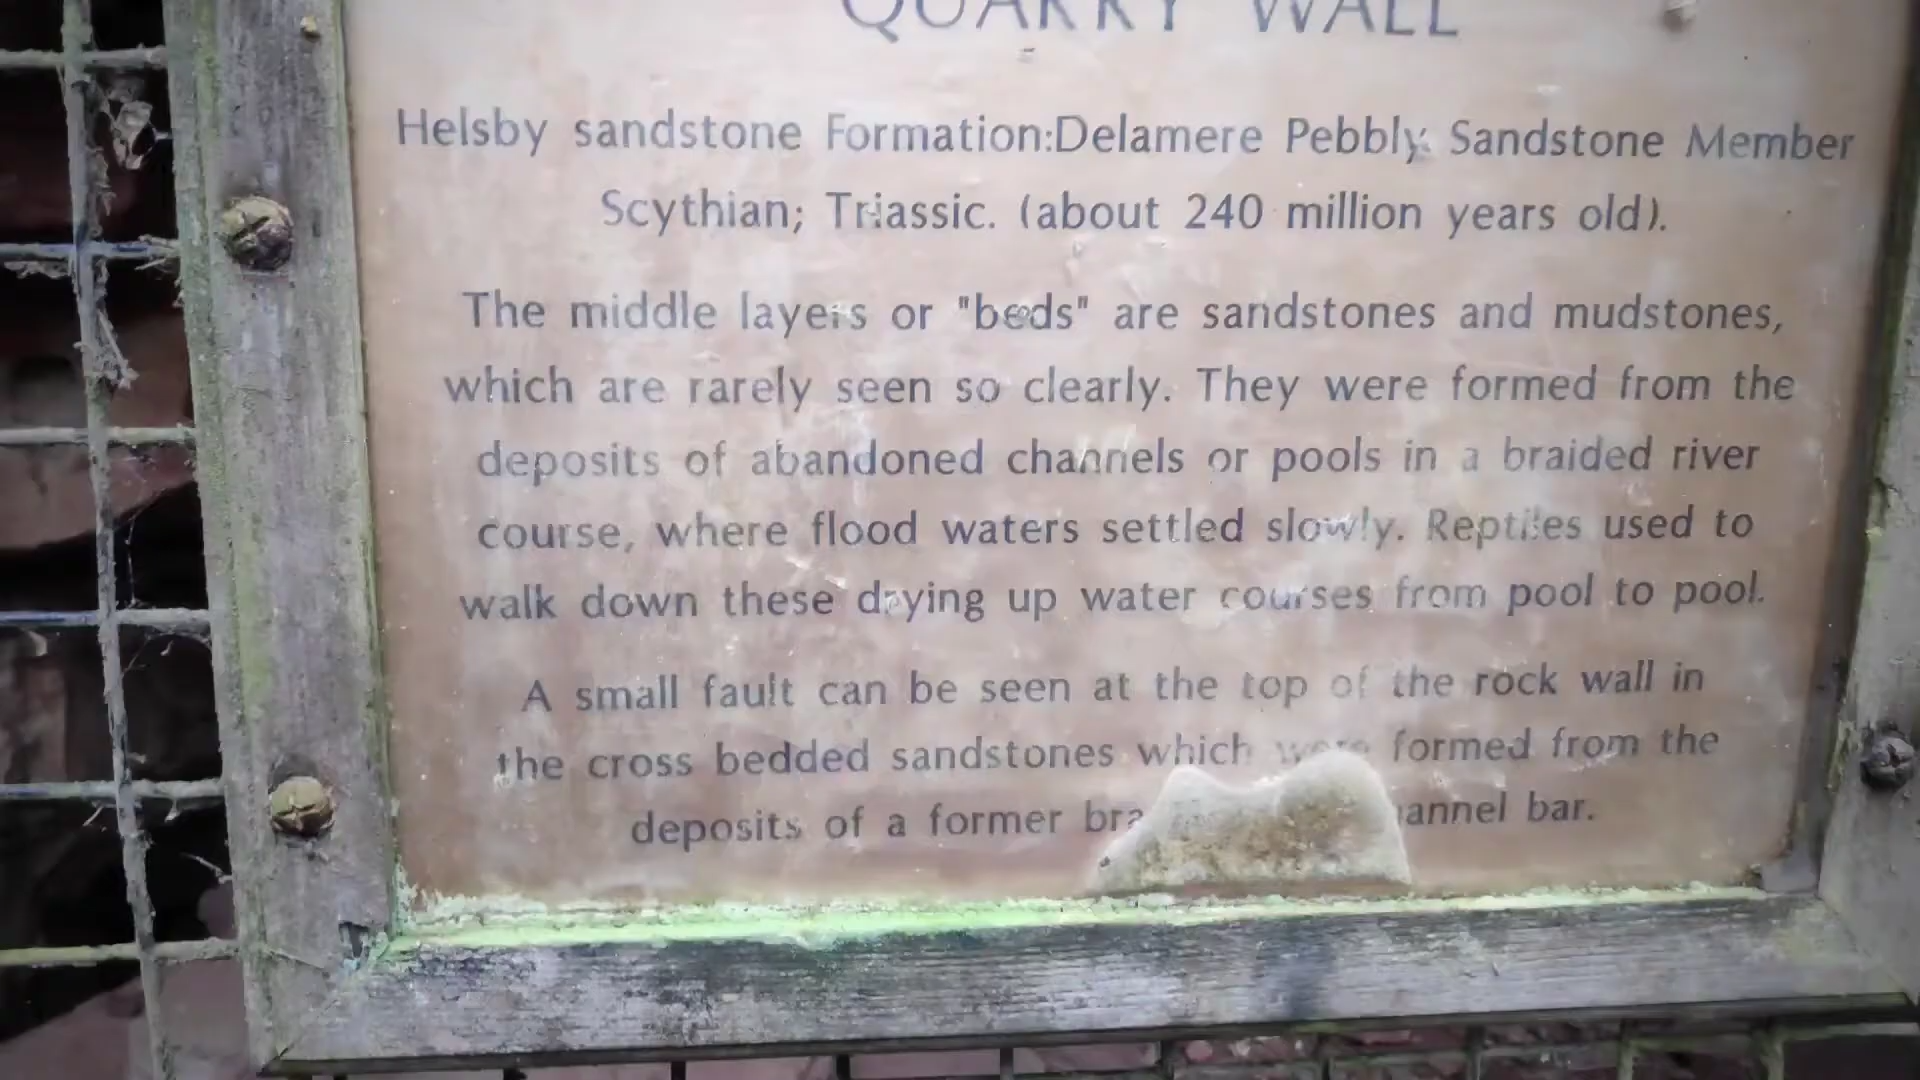 QUARRY WALL
Helsby sandstone Formation:Delamere Pebbly Sandstone Member
Scythian; Triassic. (about 240 million years old).
The middle layers or "beds" are sandstones and mudstones,
which are rarely seen so clearly. They were formed from the
deposits of abandoned channels or pools in a braided river
course, where flood waters settled slowly. Reptiles used to
walk down these drying up water courses from pool to pool.
A small fault can be seen at the top of the rock wall in
the cross bedded sandstones which were formed from the
deposits of a former bar.